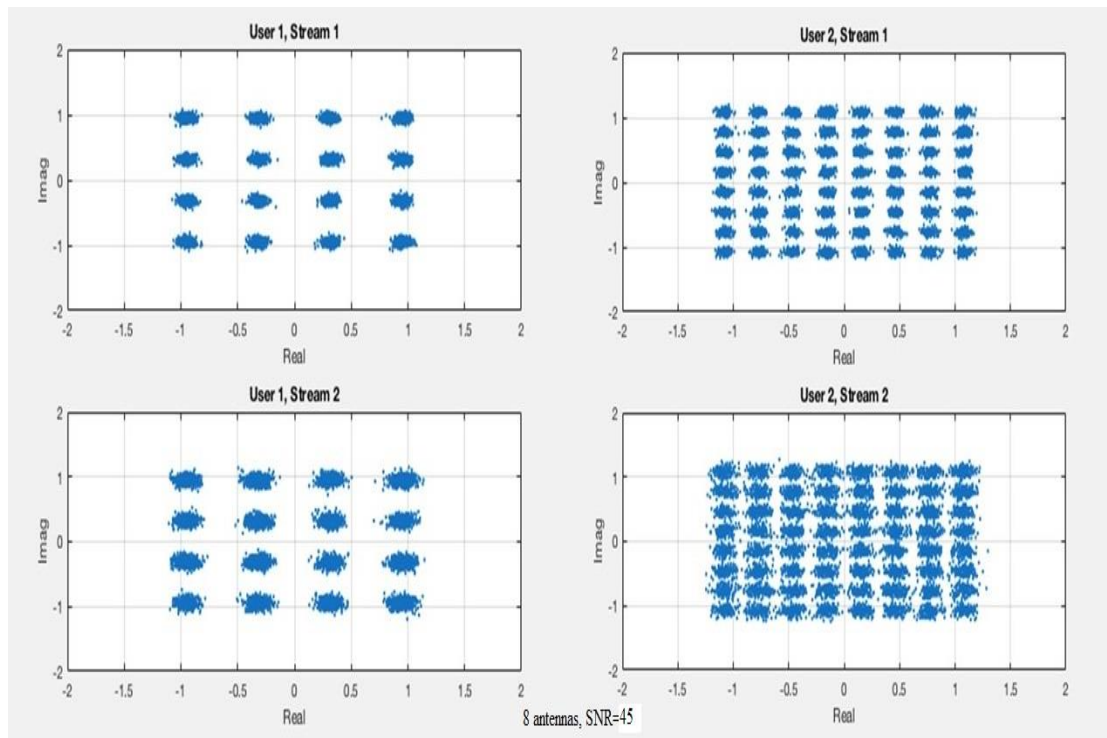 User 1, Stream 1
2
1
0
-1
-2
Imag
-2 -1.5 -1 -0.5 0 0.5 1 1.5 2
Real
User 2, Stream 1
2
1
0
-1
-2
Imag
-2 -1.5 -1 -0.5 0 0.5 1 1.5 2
Real
User 1, Stream 2
2
1
0
-1
-2
Imag
-2 -1.5 -1 -0.5 0 0.5 1 1.5 2
Real
User 2, Stream 2
2
1
0
-1
-2
Imag
-2 -1.5 -1 -0.5 0 0.5 1 1.5 2
Real
8 antennas, SNR=45